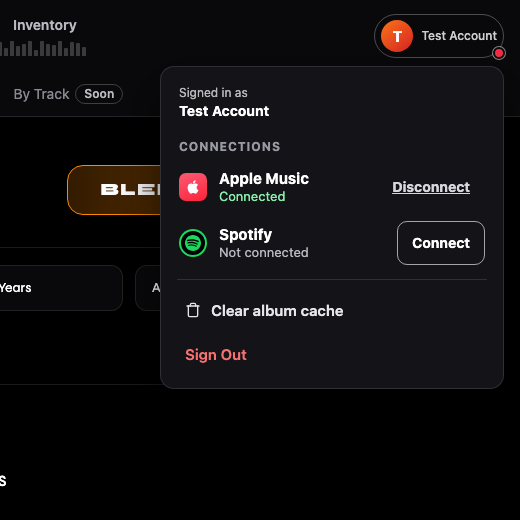 Inventory
T
Test Account
By Track
Soon
Signed in as
Test Account
CONNECTIONS
Apple Music
Connected
Disconnect
Spotify
Not connected
Connect
Years
Clear album cache
Sign Out